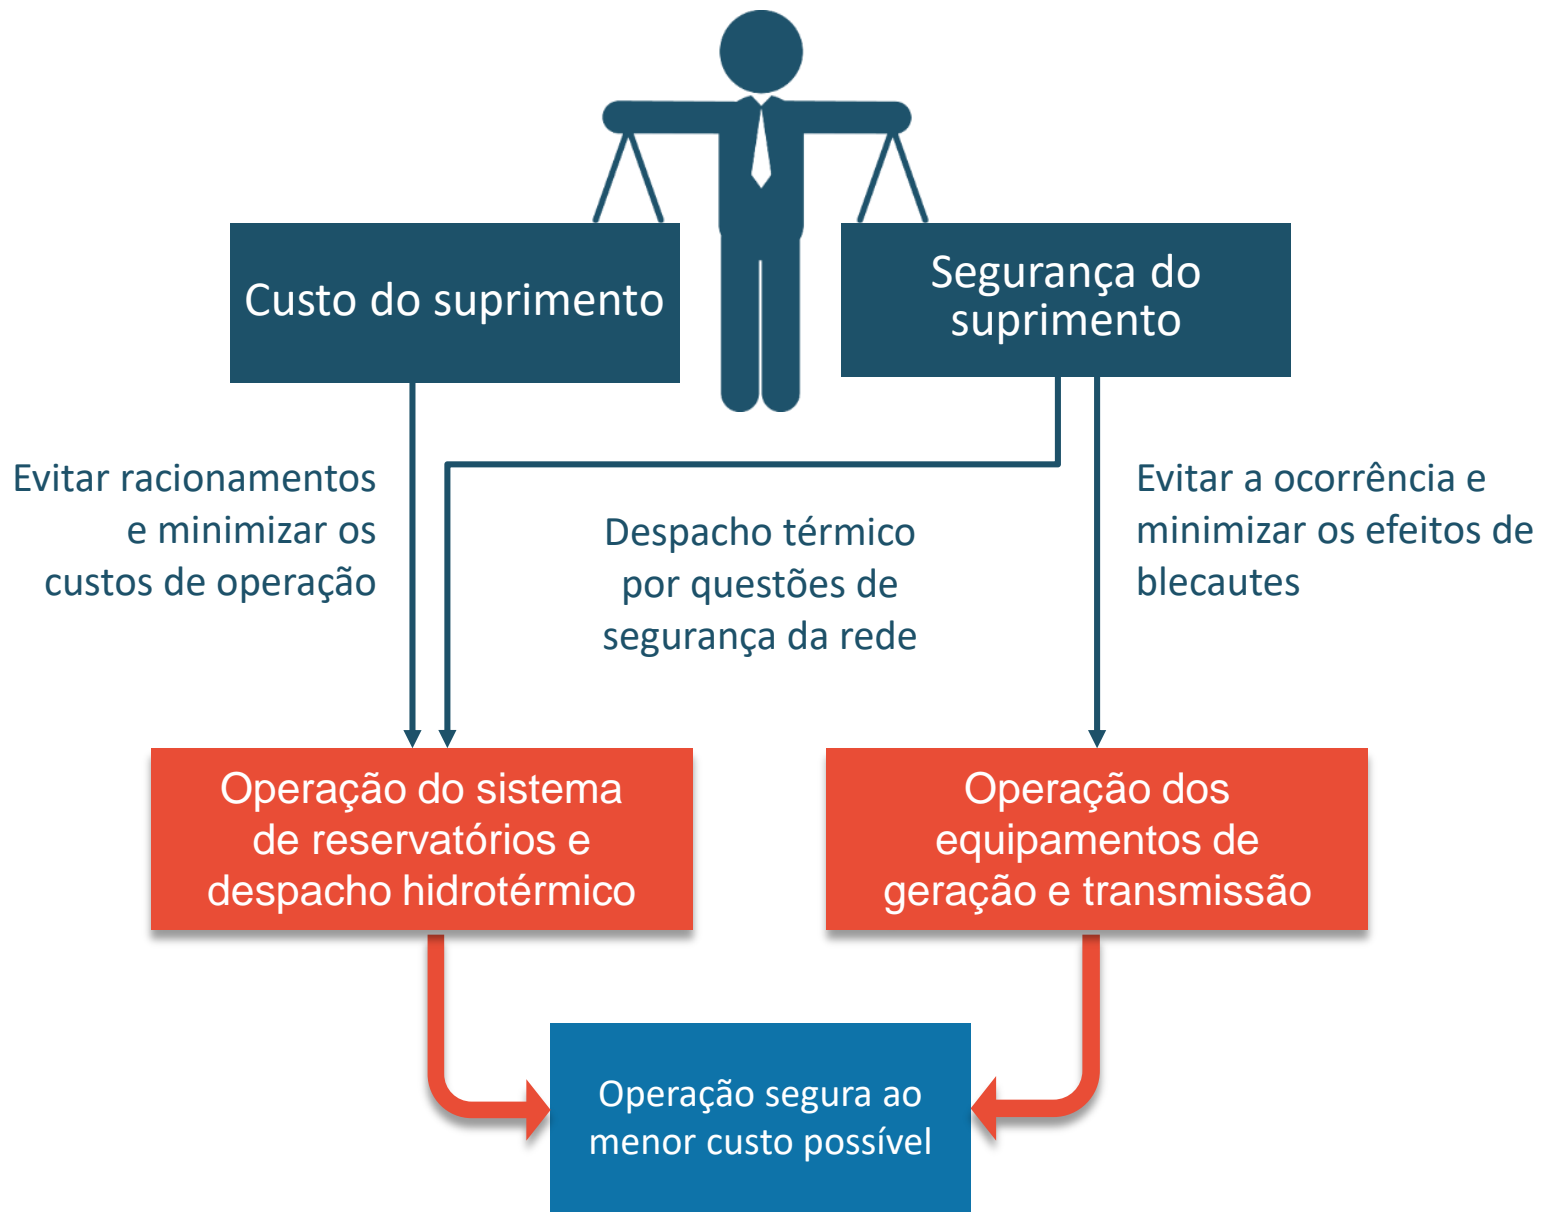 Custo do suprimento
Segurança do
suprimento
Evitar racionamentos
e minimizar os
custos de operação
Despacho térmico
por questões de
segurança da rede
Evitar a ocorrência e
minimizar os efeitos de
blecautes
Operação do sistema
de reservatórios e
despacho hidrotérmico
Operação dos
equipamentos de
geração e transmissão
Operação segura ao
menor custo possível